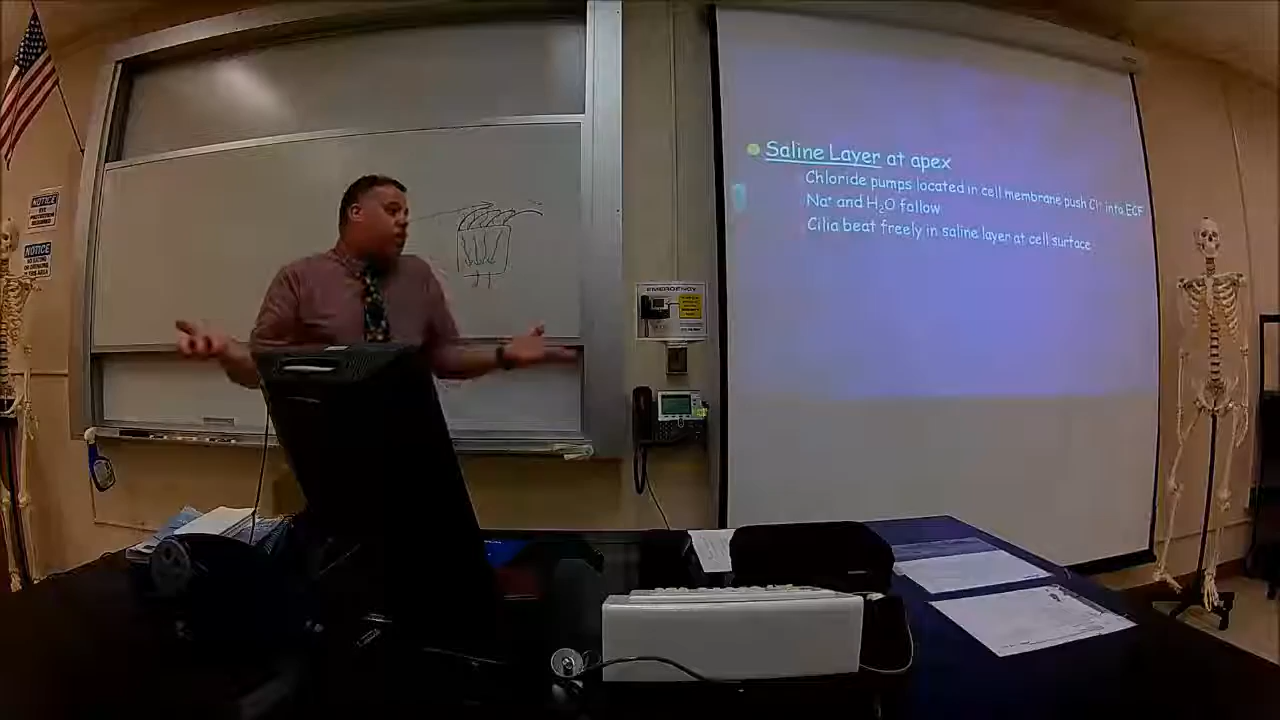 Saline Layer at apex
Chloride pumps located in cell membrane push Cl⁻ into ECF
Na⁺ and H₂O follow
Cilia beat freely in saline layer at cell surface
NOTICE
NOTICE
EMERGENCY